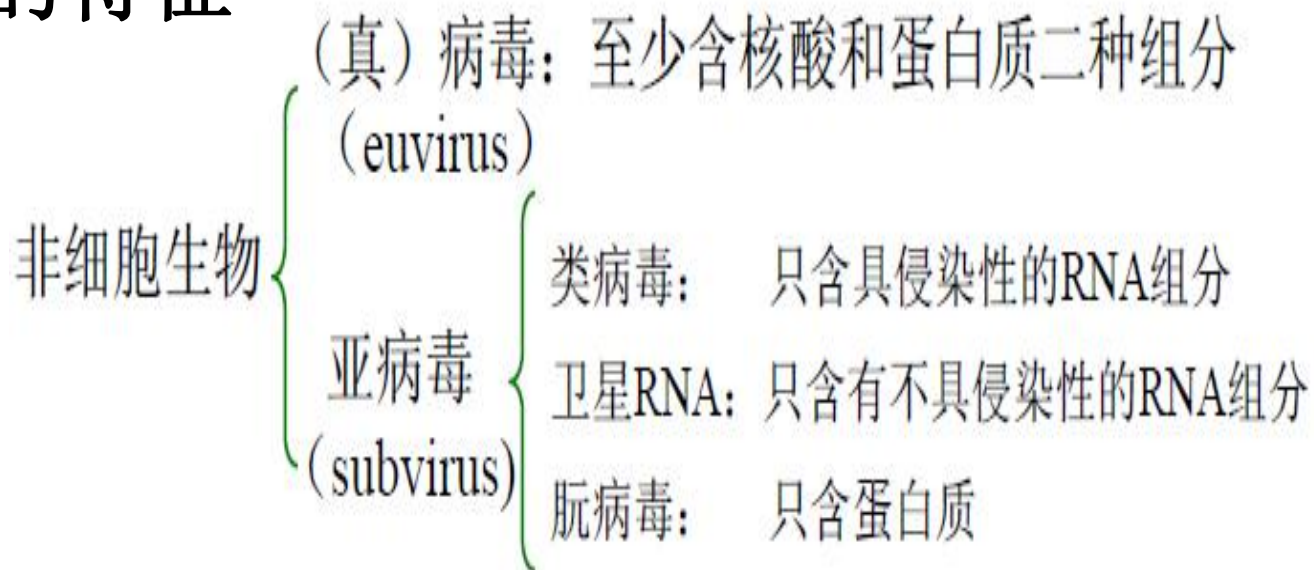 的特征
（真）病毒：至少含核酸和蛋白质二种组分
（euvirus）
非细胞生物
类病毒： 只含具侵染性的RNA组分
亚病毒
卫星RNA：只含有不具侵染性的RNA组分
（subvirus)
朊病毒： 只含蛋白质